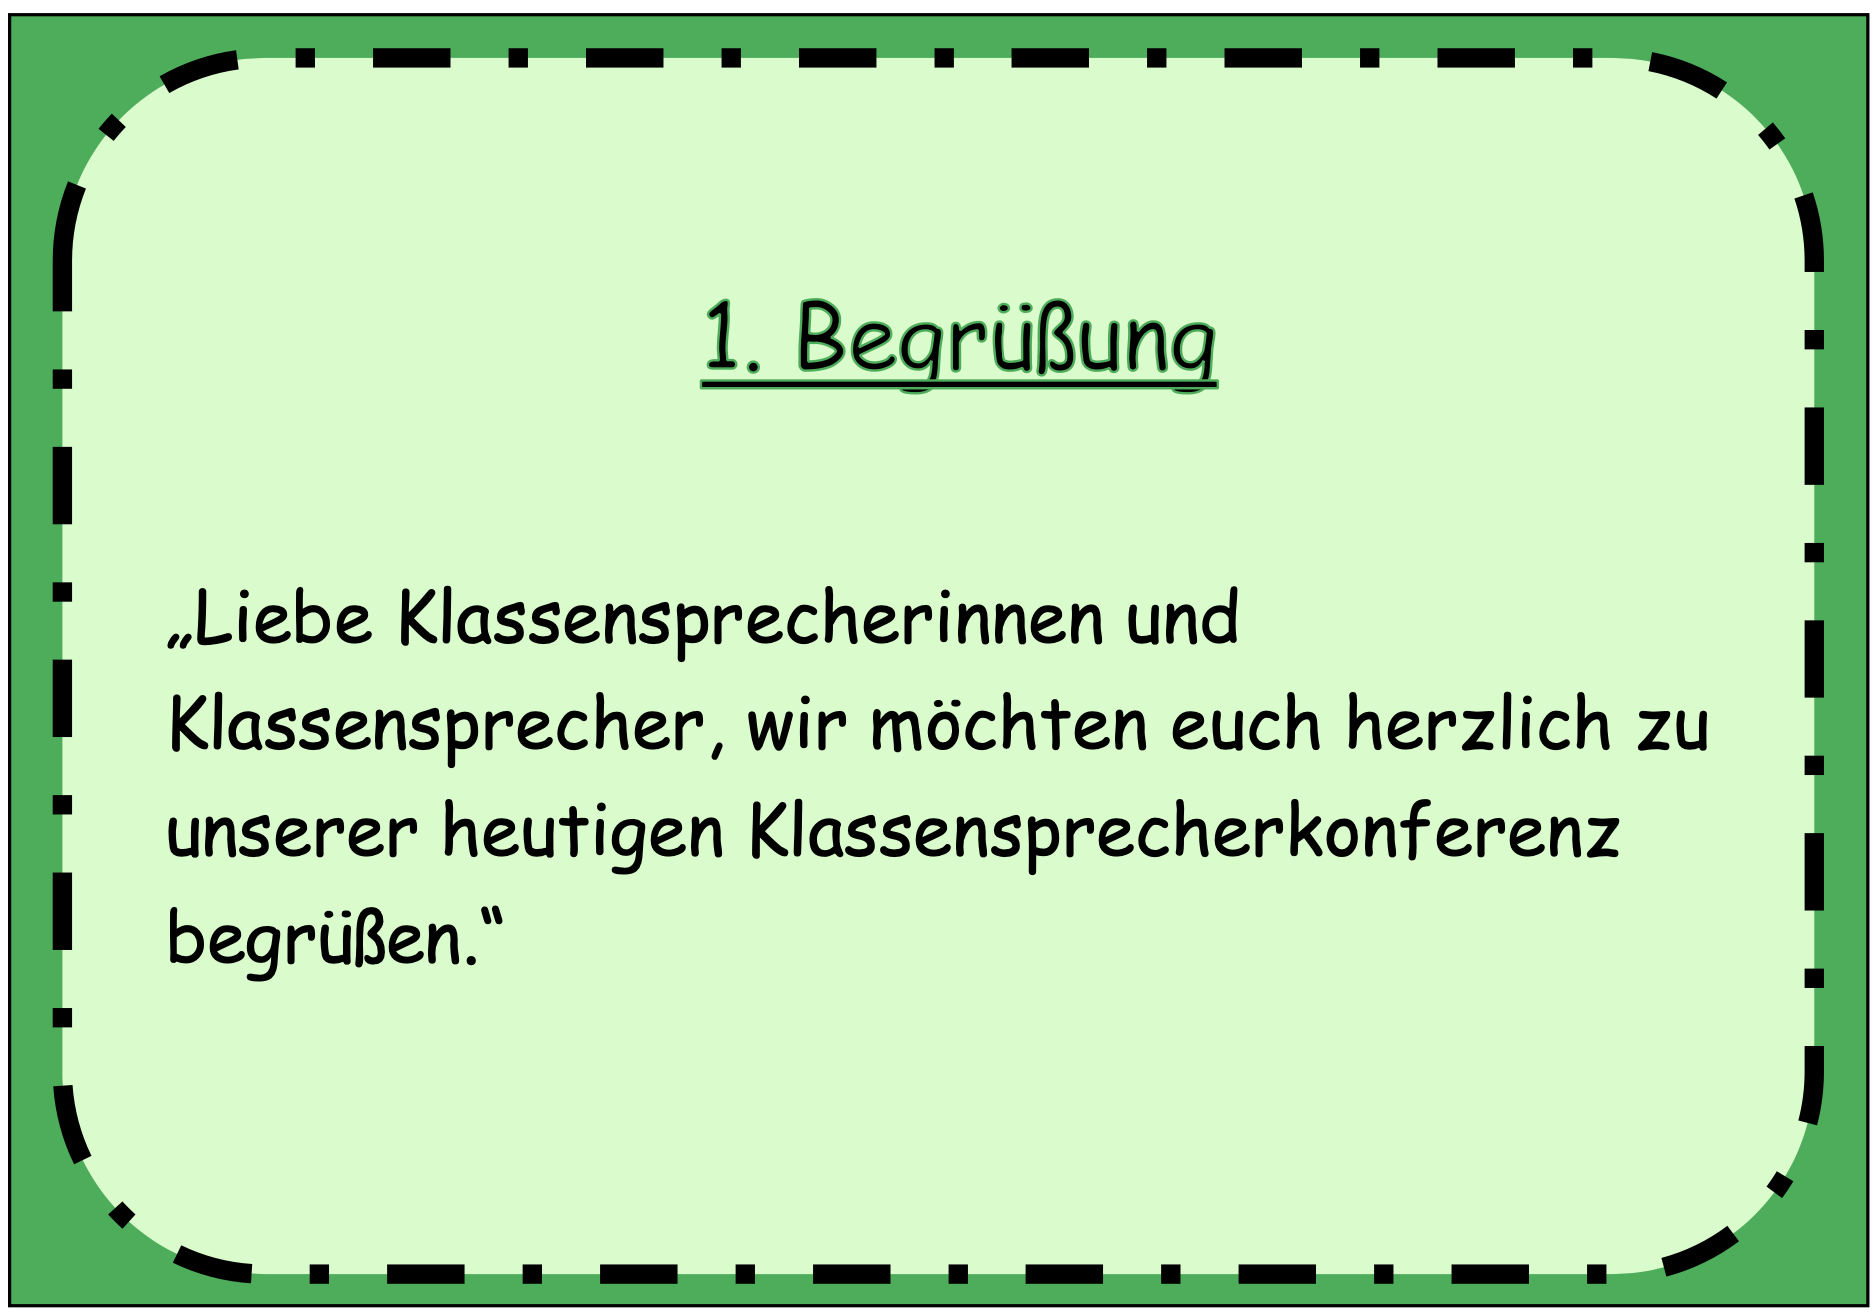 1. Begrüßung
„Liebe Klassensprecherinnen und
Klassensprecher, wir möchten euch herzlich zu
unserer heutigen Klassensprecherkonferenz
begrüßen.“